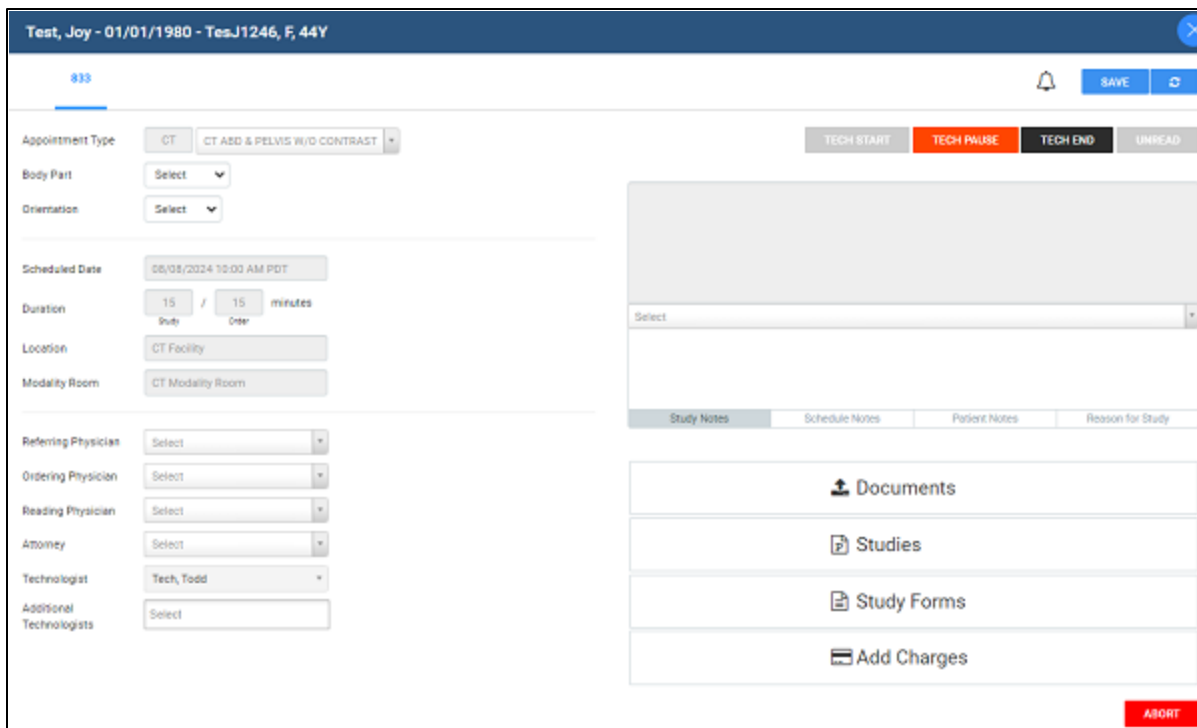 Test, Joy - 01/01/1980 - TesJ1246, F, 44Y
833
SAVE
Appointment Type CT CT ABD & PELVIS W/O CONTRAST
TECH START TECH PAUSE TECH END UNREAD
Body Part Select
Orientation Select
Scheduled Date 08/08/2024 10:00 AM PDT
Duration 15 / 15 minutes
Study Order
Location CT Facility
Modality Room CT Modality Room
Referring Physician Select
Ordering Physician Select
Reading Physician Select
Attorney Select
Technologist Tech, Todd
Additional Technologists Select
Select
Study Notes Schedule Notes Patient Notes Reason for Study
Documents
Studies
Study Forms
Add Charges
ABORT